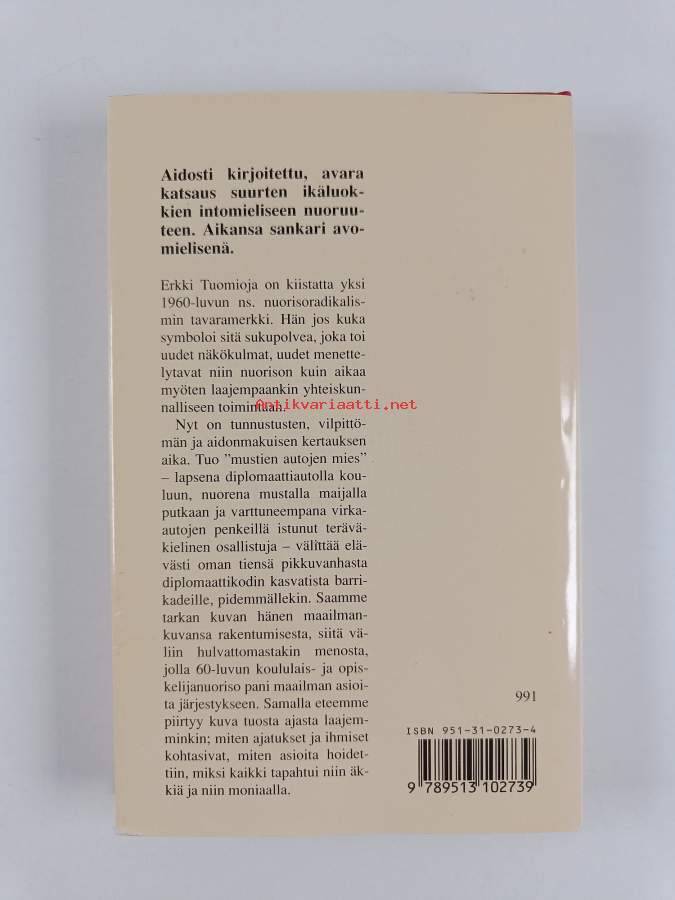 Aidosti kirjoitettu, avara
katsaus suurten ikäluok-
kien intomieliseen nuoruu-
teen. Aikansa sankari avo-
mielisenä.
Erkki Tuomioja on kiistatta yksi
1960-luvun ns. nuorisoradikalis-
min tavaramerkki. Hän jos kuka
symboloi sitä sukupolvea, joka toi
uudet näkökulmat, uudet menette-
lytavat niin nuorison kuin aikaa
myöten laajempaankin yhteiskun-
nalliseen toimintaan.
Antikvariaatti.net
Nyt on tunnustusten, vilpittö-
män ja aidonmakuisen kertauksen
aika. Tuo ”mustien autojen mies”
– lapsena diplomaattiautolla kou-
luun, nuorena mustalla maijalla
putkaan ja varttuneempana virka-
autojen penkeillä istunut terävä-
kielinen osallistuja – välittää elä-
västi oman tiensä pikkuvanhasta
diplomaattikodin kasvatista barri-
kadeille, pidemmällekin. Saamme
tarkan kuvan hänen maailman-
kuvansa rakentumisesta, siitä vä-
liin hulvattomastakin menosta,
jolla 60-luvun koululais- ja opis-
kelijanuoriso pani maailman asioi-
ta järjestykseen. Samalla eteemme
piirtyy kuva tuosta ajasta laajem-
minkin; miten ajatukset ja ihmiset
kohtasivat, miten asioita hoidet-
tiin, miksi kaikki tapahtui niin äk-
kiä ja niin moniaalla.
991
ISBN 951-31-0273-4
9 789513 102739